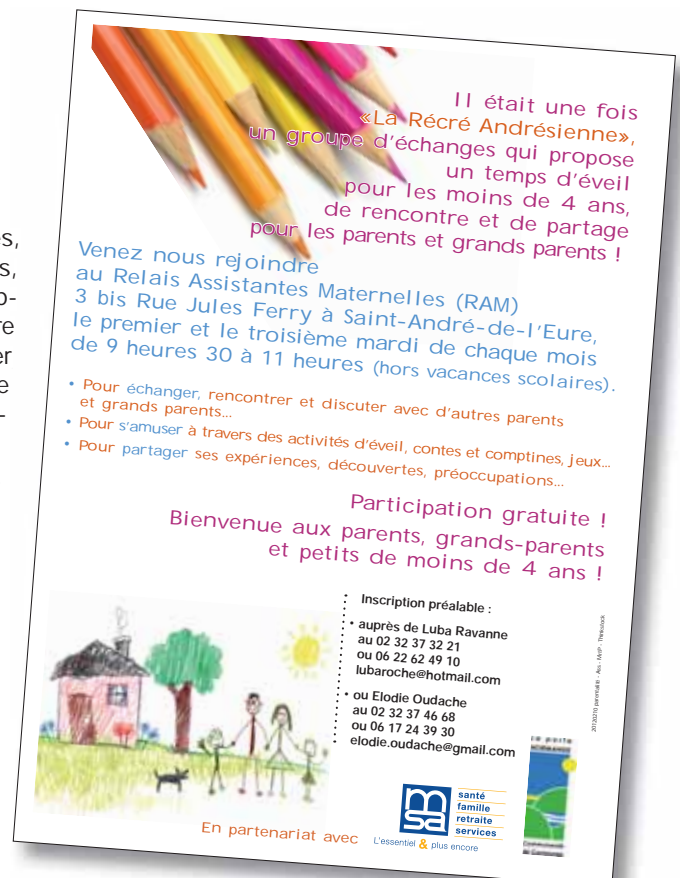 Il était une fois
«La Récré Andrésienne»,
un groupe d'échanges qui propose
un temps d'éveil
pour les moins de 4 ans,
de rencontre et de partage
pour les parents et grands parents !
Venez nous rejoindre
au Relais Assistantes Maternelles (RAM)
3 bis Rue Jules Ferry à Saint-André-de-l'Eure,
le premier et le troisième mardi de chaque mois
de 9 heures 30 à 11 heures (hors vacances scolaires).
• Pour échanger, rencontrer et discuter avec d'autres parents
et grands parents...
• Pour s'amuser à travers des activités d'éveil, contes et comptines, jeux...
• Pour partager ses expériences, découvertes, préoccupations...
Participation gratuite !
Bienvenue aux parents, grands-parents
et petits de moins de 4 ans !
Inscription préalable :
• auprès de Luba Ravanne
au 02 32 37 32 21
ou 06 22 62 49 10
lubaroche@hotmail.com
• ou Elodie Oudache
au 02 32 37 46 68
ou 06 17 24 39 30
elodie.oudache@gmail.com
En partenariat avec
msa
santé
famille
retraite
services
L'essentiel & plus encore